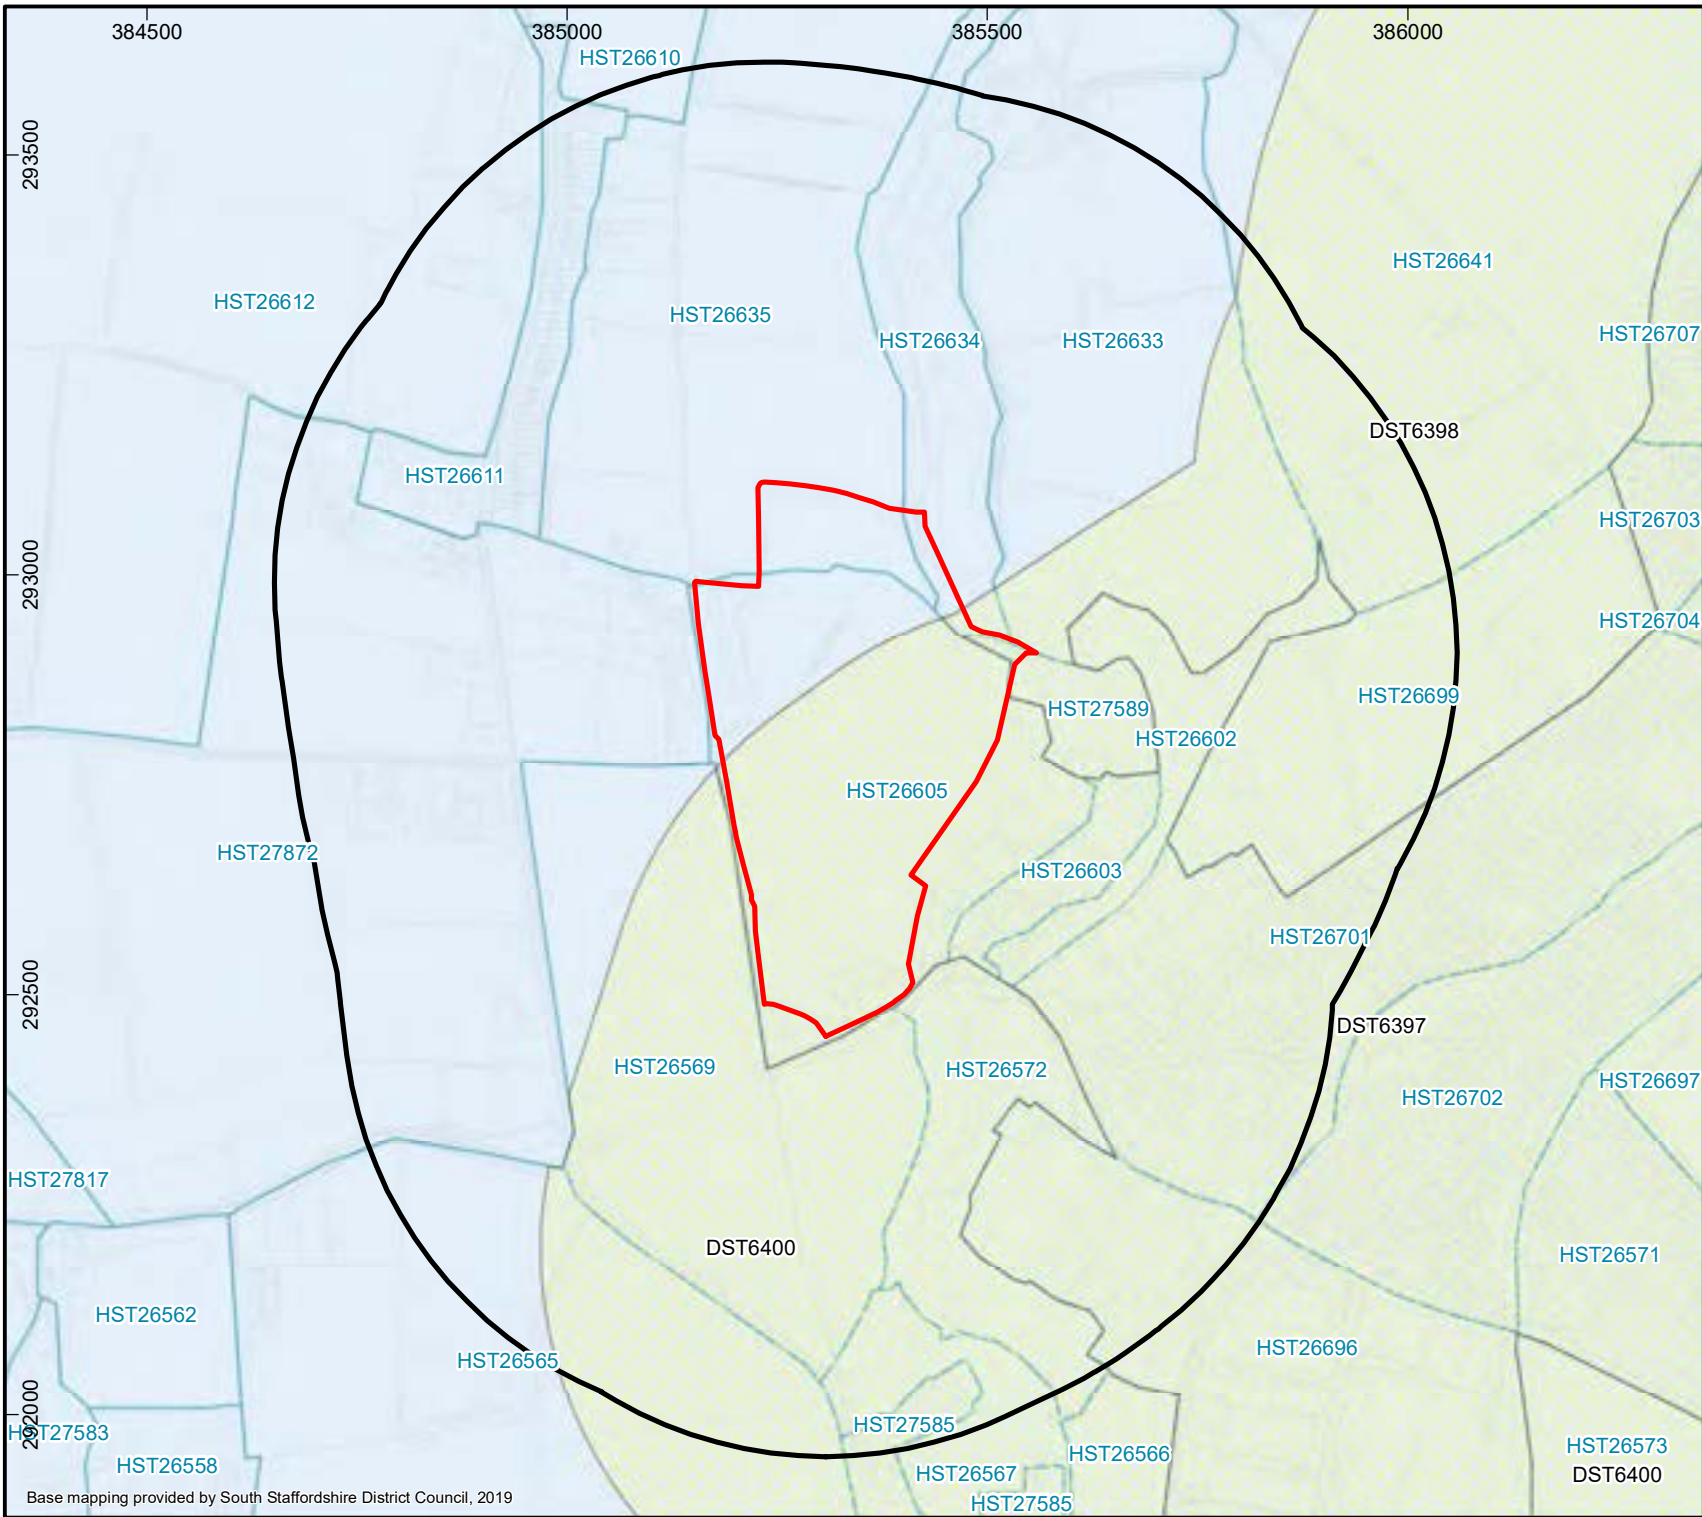 384500
385000
385500
386000
HST26610
293500
HST26641
HST26612
HST26635
HST26707
HST26634
HST26633
DST6398
HST26611
HST26703
293000
HST26704
HST26699
HST27589
HST26602
HST26605
HST27872
HST26603
HST26701
292500
DST6397
HST26569
HST26572
HST26697
HST26702
HST27817
DST6400
HST26571
HST26562
HST26696
HST26565
292000
HST27583
HST27585
HST26573
HST26566
HST26558
HST26567
DST6400
Base mapping provided by South Staffordshire District Council, 2019
HST27585